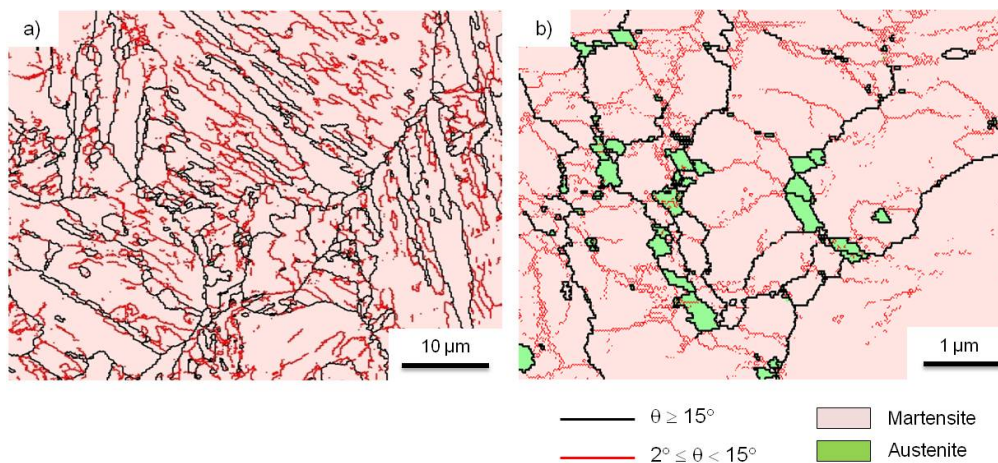 a)
b)
10 µm
1 µm
θ ≥ 15°
Martensite
2° ≤ θ < 15°
Austenite